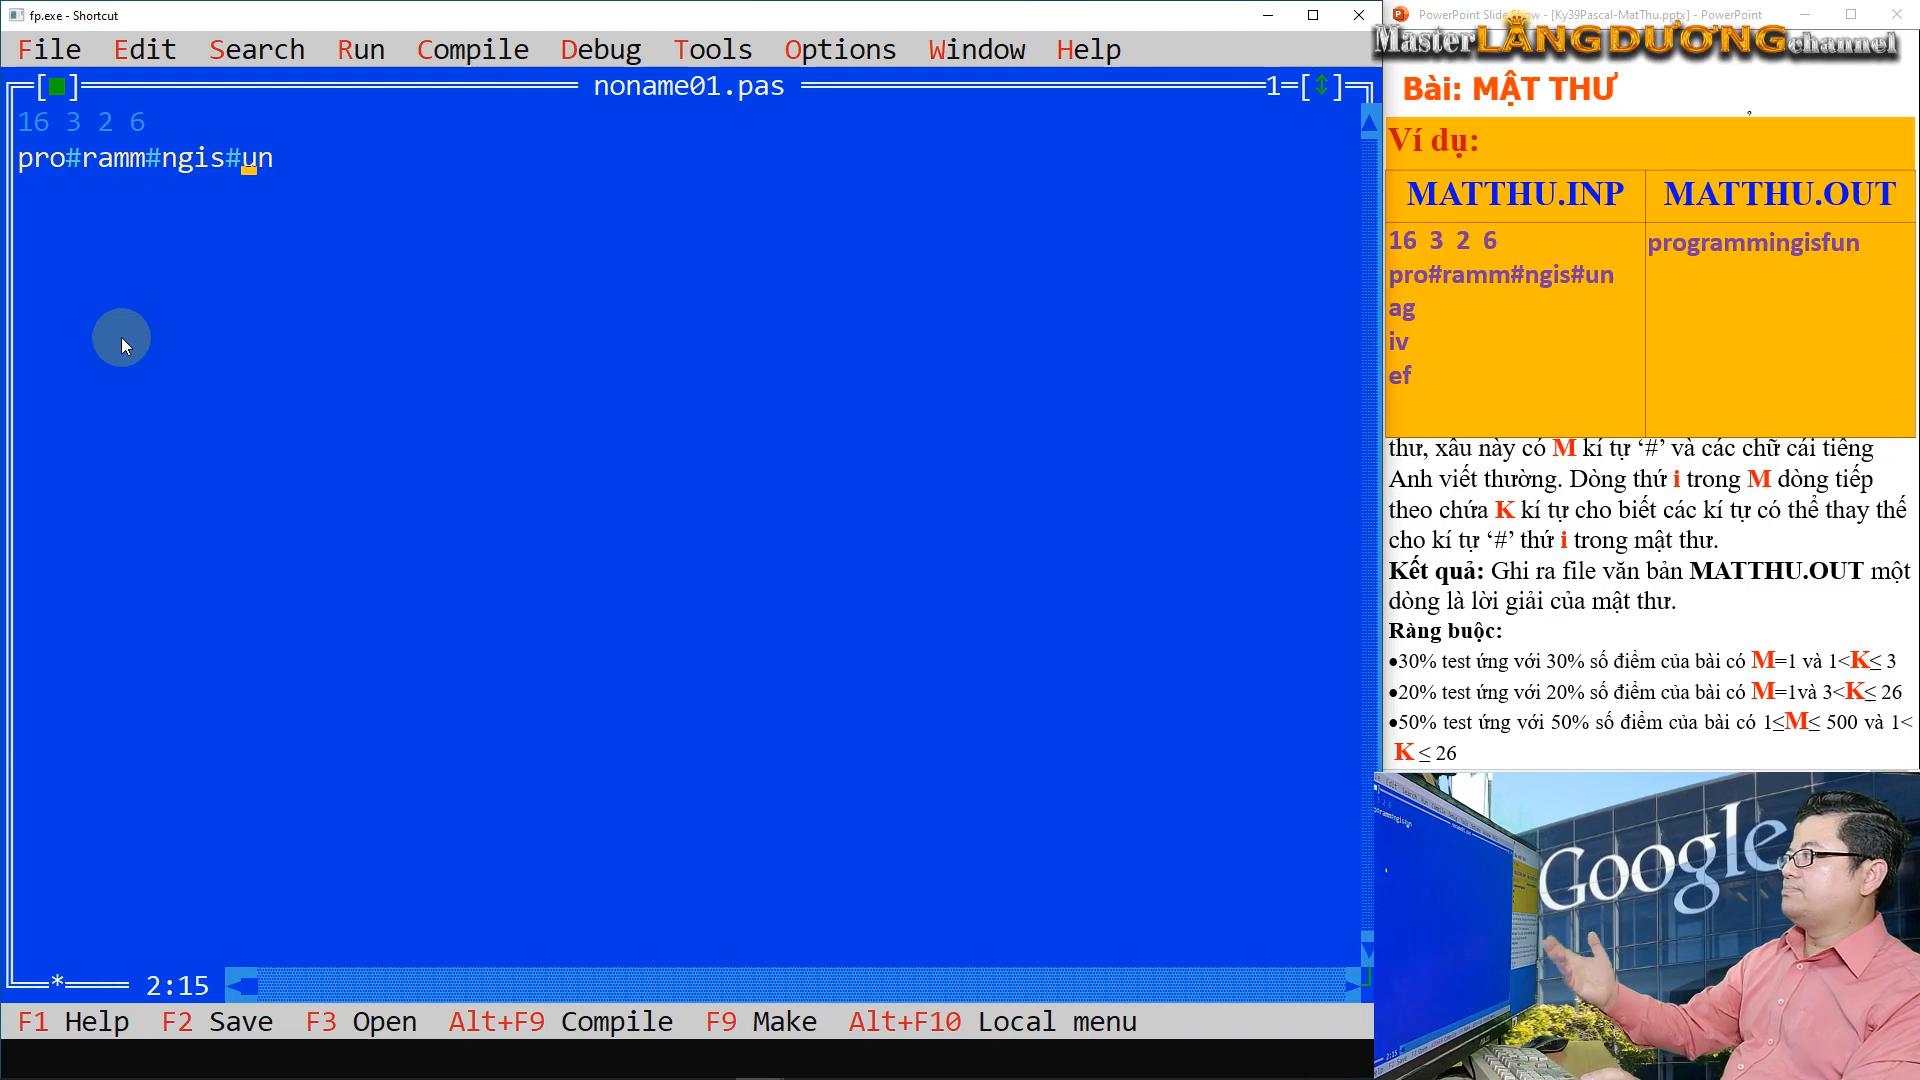 fp.exe - Shortcut
File Edit Search Run Compile Debug Tools Options Window Help
noname01.pas 1
16 3 2 6
pro#ramm#ngis#un
* 2:15
F1 Help F2 Save F3 Open Alt+F9 Compile F9 Make Alt+F10 Local menu
PowerPoint Slide Show - [Ky39Pascal-MatThu.pptx] - PowerPoint
Master LĂNG DƯƠNG channel
Bài: MẬT THƯ
Ví dụ:
MATTHU.INP MATTHU.OUT
16 3 2 6 programmingisfun
pro#ramm#ngis#un
ag
iv
ef
thư, xâu này có M kí tự ‘#’ và các chữ cái tiếng
Anh viết thường. Dòng thứ i trong M dòng tiếp
theo chứa K kí tự cho biết các kí tự có thể thay thế
cho kí tự ‘#’ thứ i trong mật thư.
Kết quả: Ghi ra file văn bản MATTHU.OUT một
dòng là lời giải của mật thư.
Ràng buộc:
•30% test ứng với 30% số điểm của bài có M=1 và 1<K≤ 3
•20% test ứng với 20% số điểm của bài có M=1và 3<K≤ 26
•50% test ứng với 50% số điểm của bài có 1≤M≤ 500 và 1<
K ≤ 26
Google